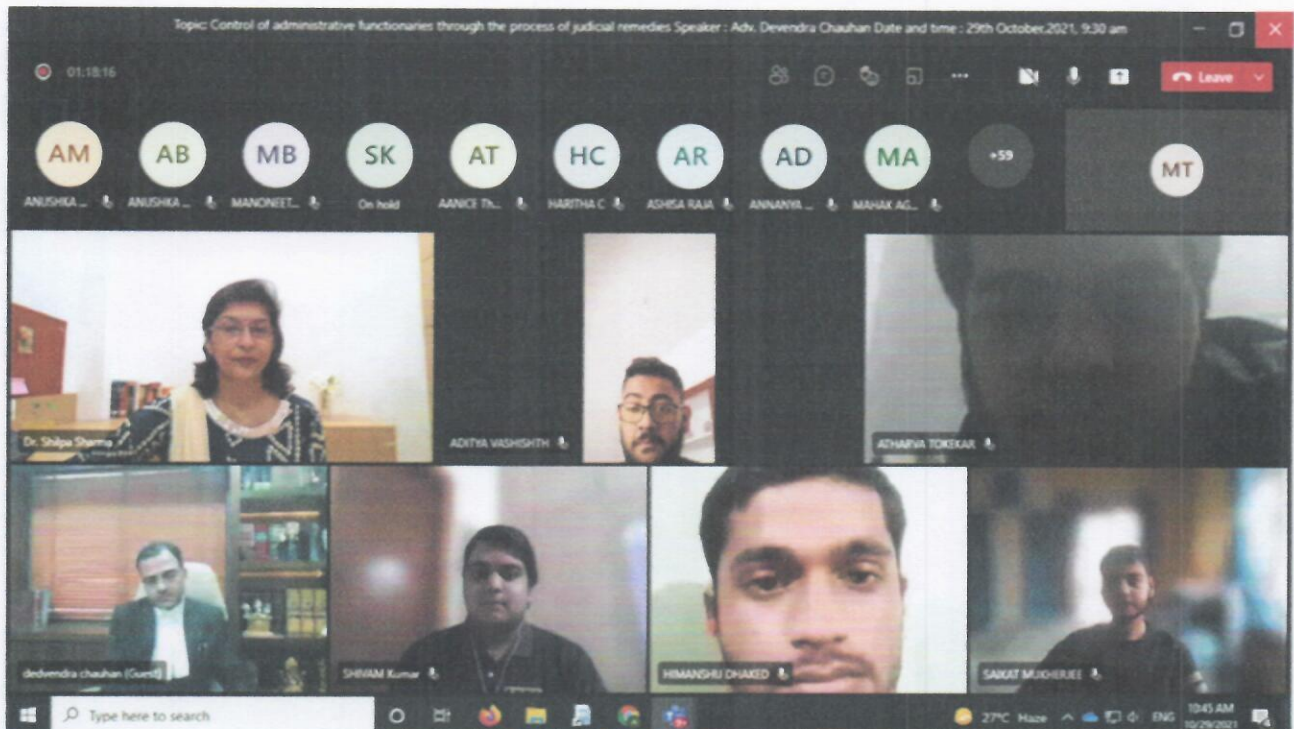 Topic: Control of administrative functionaries through the process of judicial remedies Speaker : Adv. Devendra Chauhan Date and time : 29th October,2021, 9:30 am
01:18:16
Leave
AM
AB
MB
SK
AT
HC
AR
AD
MA
+59
MT
ANUSHKA ...
ANUSHKA ...
MANONEET...
On hold
AANICE Th...
HARITHA C
ASHISA RAJA
ANNANYA ...
MAHAK AG...
Dr. Shilpa Sharma
ADITYA VASHISHTH
ATHARVA TOKEKAR
dedvendra chauhan (Guest)
SHIVAM Kumar
HIMANSHU DHAKED
SAIKAT MUKHERJEE
Type here to search
27°C Haze
ENG
10:45 AM
10/29/2021